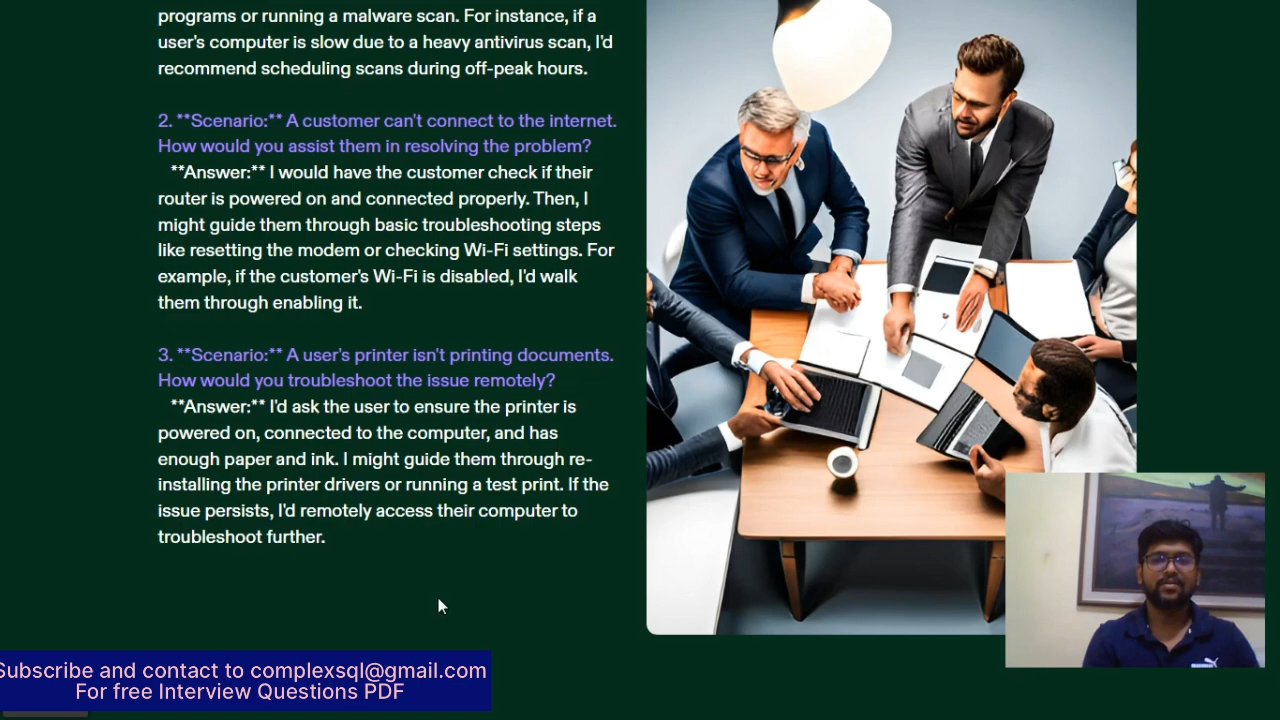 programs or running a malware scan. For instance, if a
user's computer is slow due to a heavy antivirus scan, I'd
recommend scheduling scans during off-peak hours.
2. **Scenario:** A customer can't connect to the internet.
How would you assist them in resolving the problem?
**Answer:** I would have the customer check if their
router is powered on and connected properly. Then, I
might guide them through basic troubleshooting steps
like resetting the modem or checking Wi-Fi settings. For
example, if the customer's Wi-Fi is disabled, I'd walk
them through enabling it.
3. **Scenario:** A user's printer isn't printing documents.
How would you troubleshoot the issue remotely?
**Answer:** I'd ask the user to ensure the printer is
powered on, connected to the computer, and has
enough paper and ink. I might guide them through re-
installing the printer drivers or running a test print. If the
issue persists, I'd remotely access their computer to
troubleshoot further.
Subscribe and contact to complexsql@gmail.com
For free Interview Questions PDF